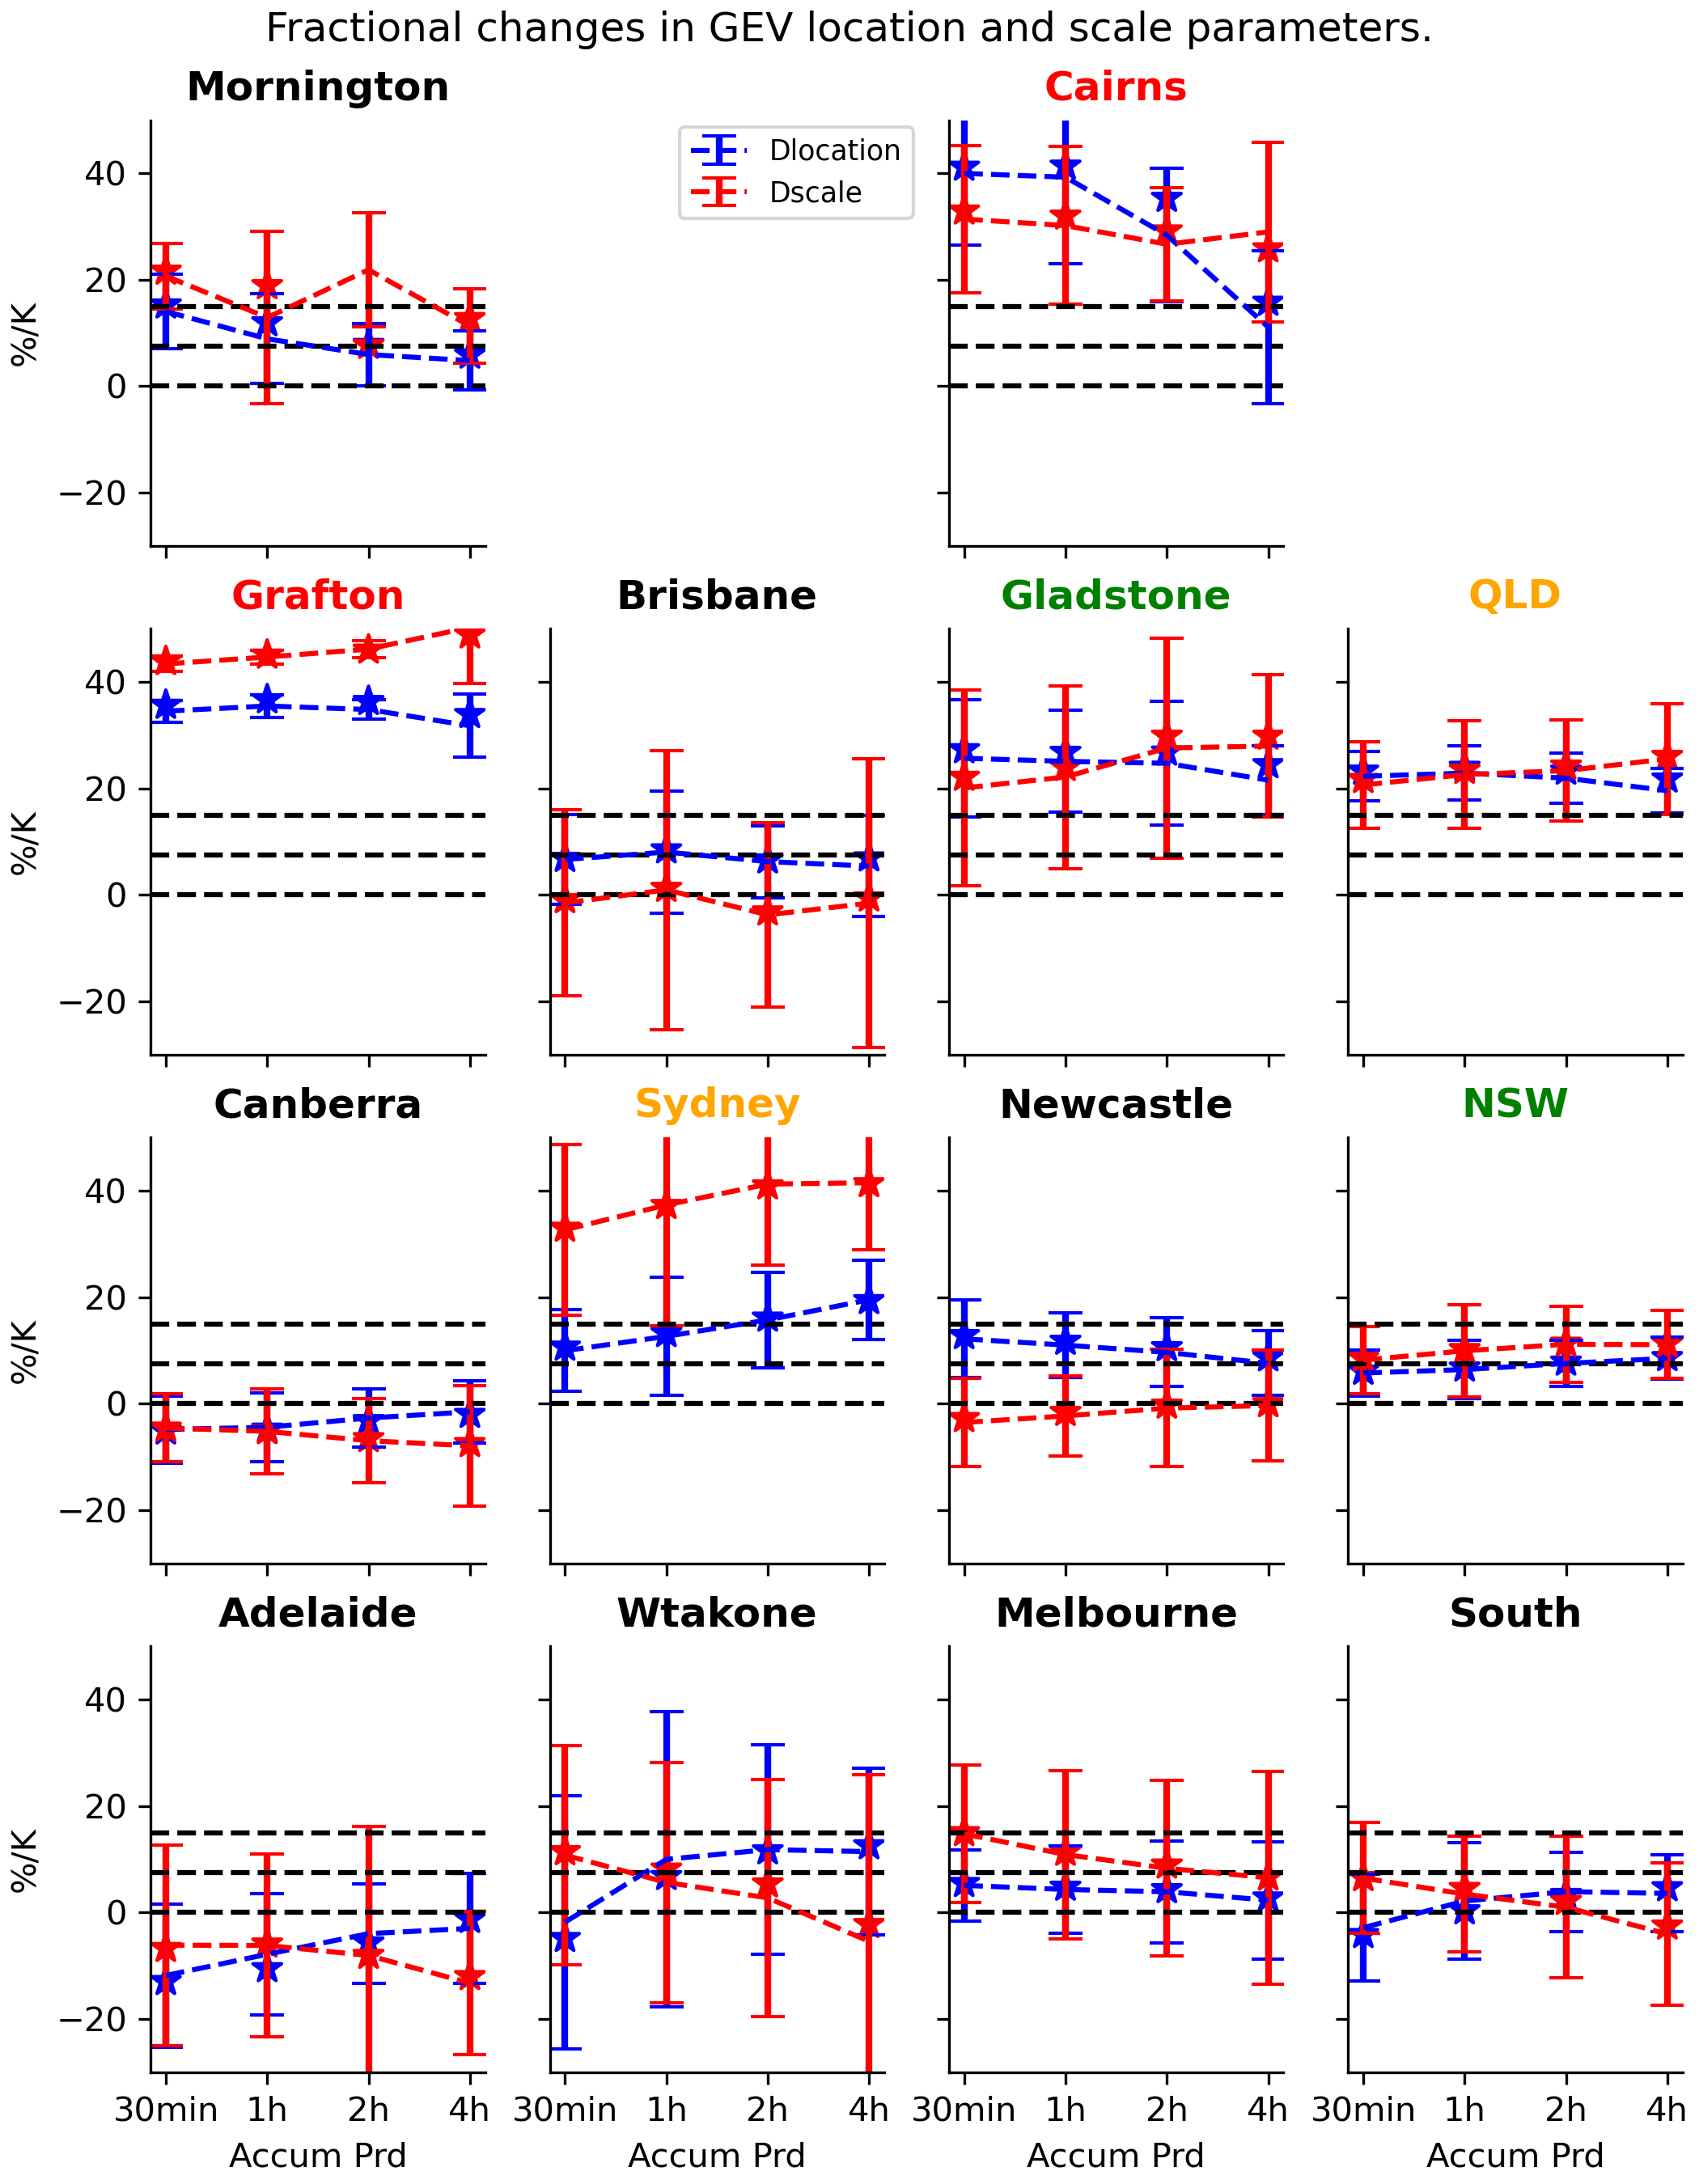 Fractional changes in GEV location and scale parameters.
Mornington
Cairns
Dlocation
Dscale
%/K
40
20
0
−20
Grafton
Brisbane
Gladstone
QLD
%/K
40
20
0
−20
Canberra
Sydney
Newcastle
NSW
%/K
40
20
0
−20
Adelaide
Wtakone
Melbourne
South
%/K
40
20
0
−20
30min 1h 2h 4h 30min 1h 2h 4h 30min 1h 2h 4h 30min 1h 2h 4h
Accum Prd Accum Prd Accum Prd Accum Prd